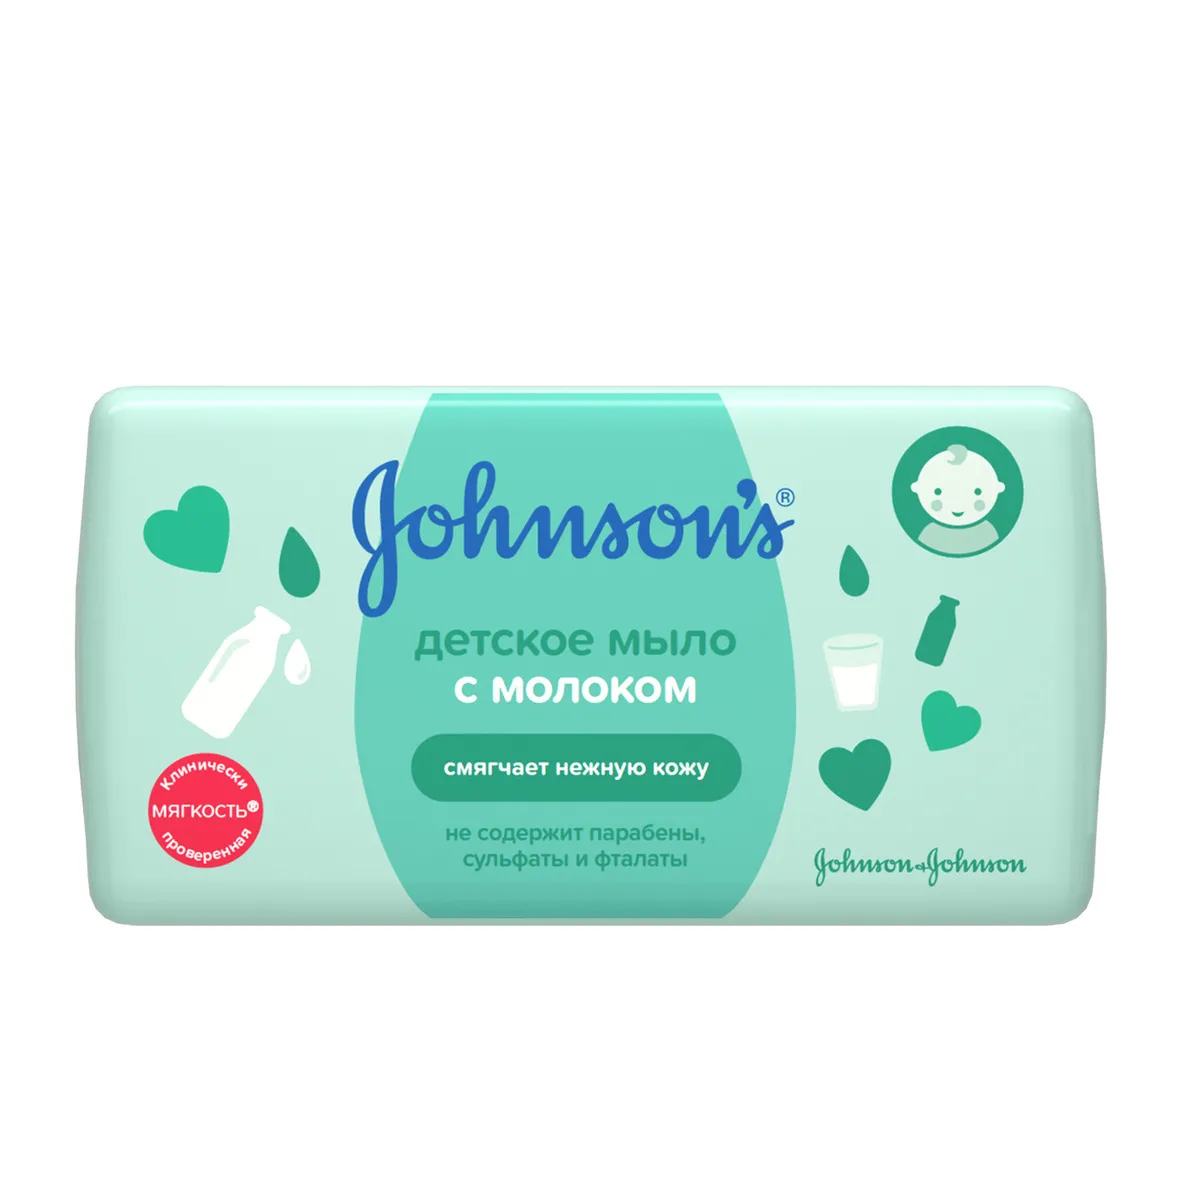 Johnson's®
детское мыло
с молоком
смягчает нежную кожу
не содержит парабены,
сульфаты и фталаты
Клинически
МЯГКОСТЬ®
проверенная
Johnson & Johnson